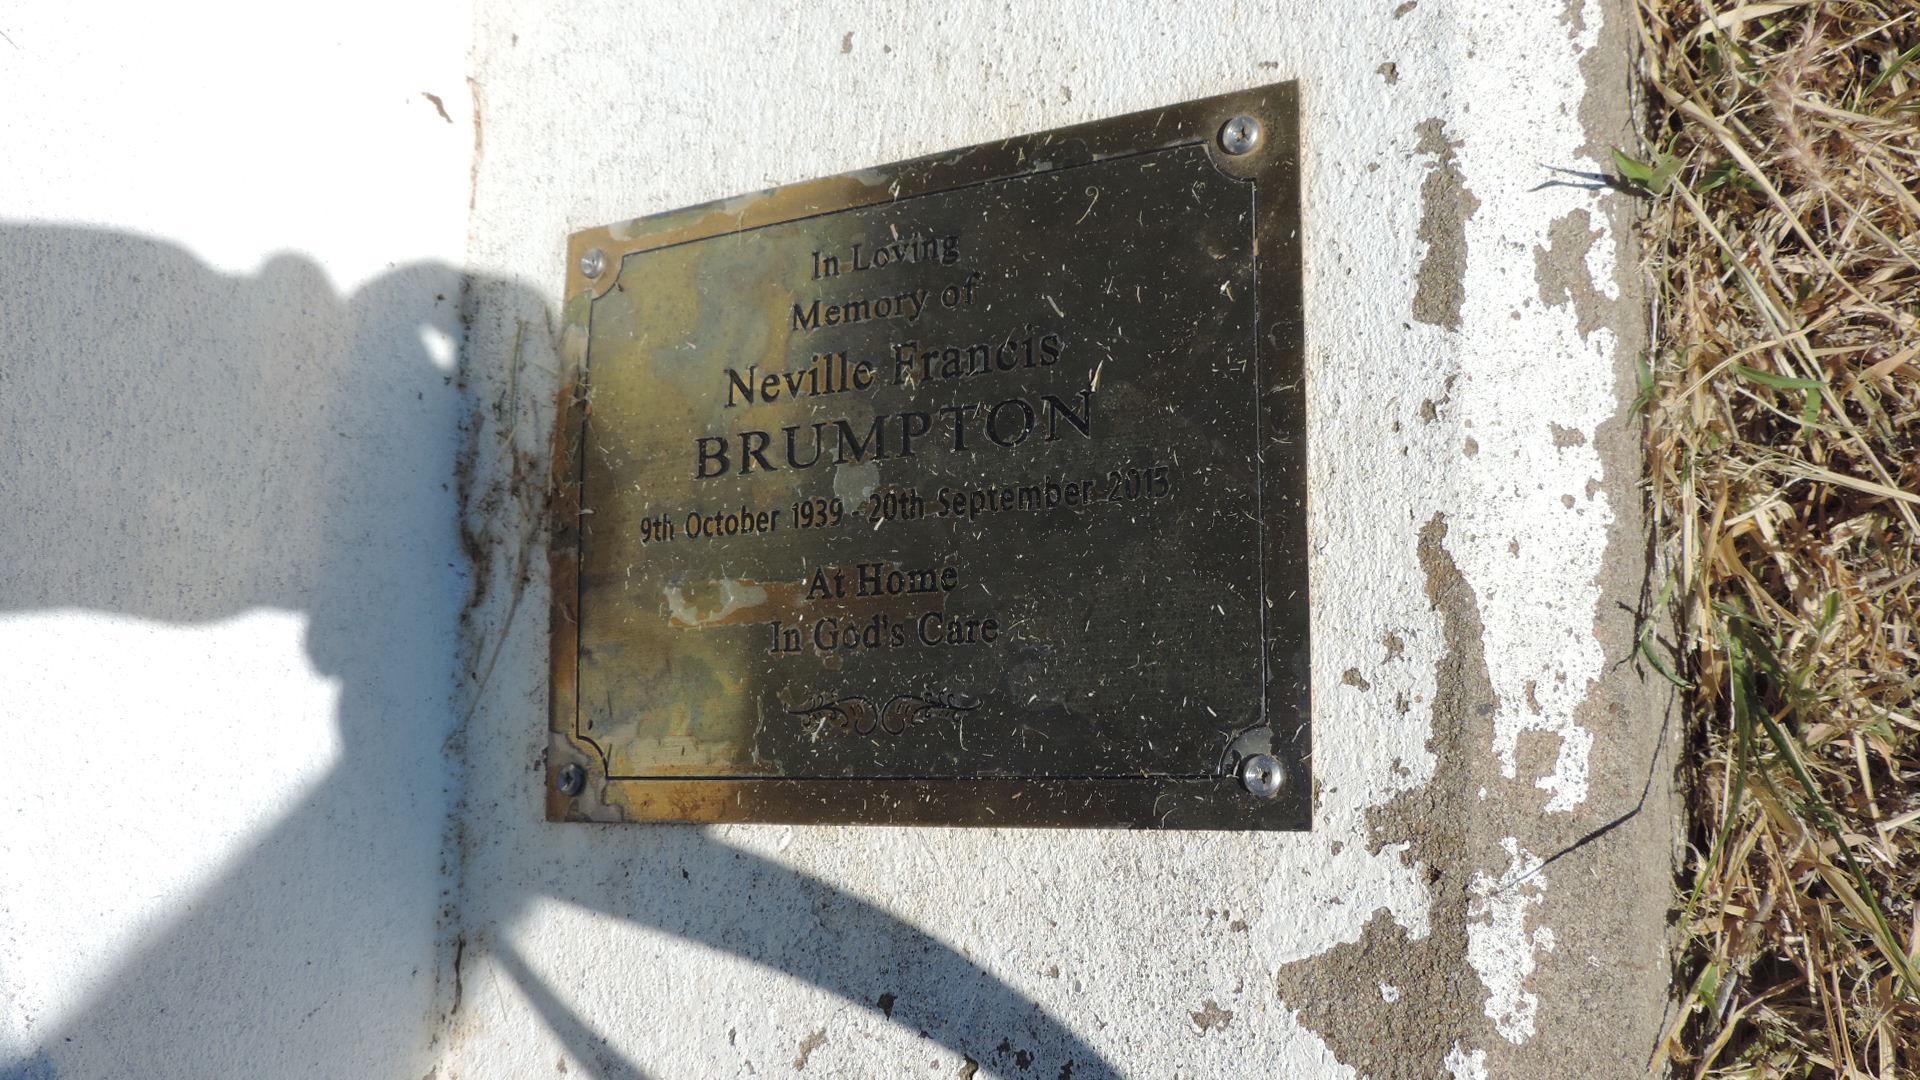 In Loving
Memory of
Neville Francis
BRUMPTON
9th October 1939 - 20th September 2013
At Home
In God's Care